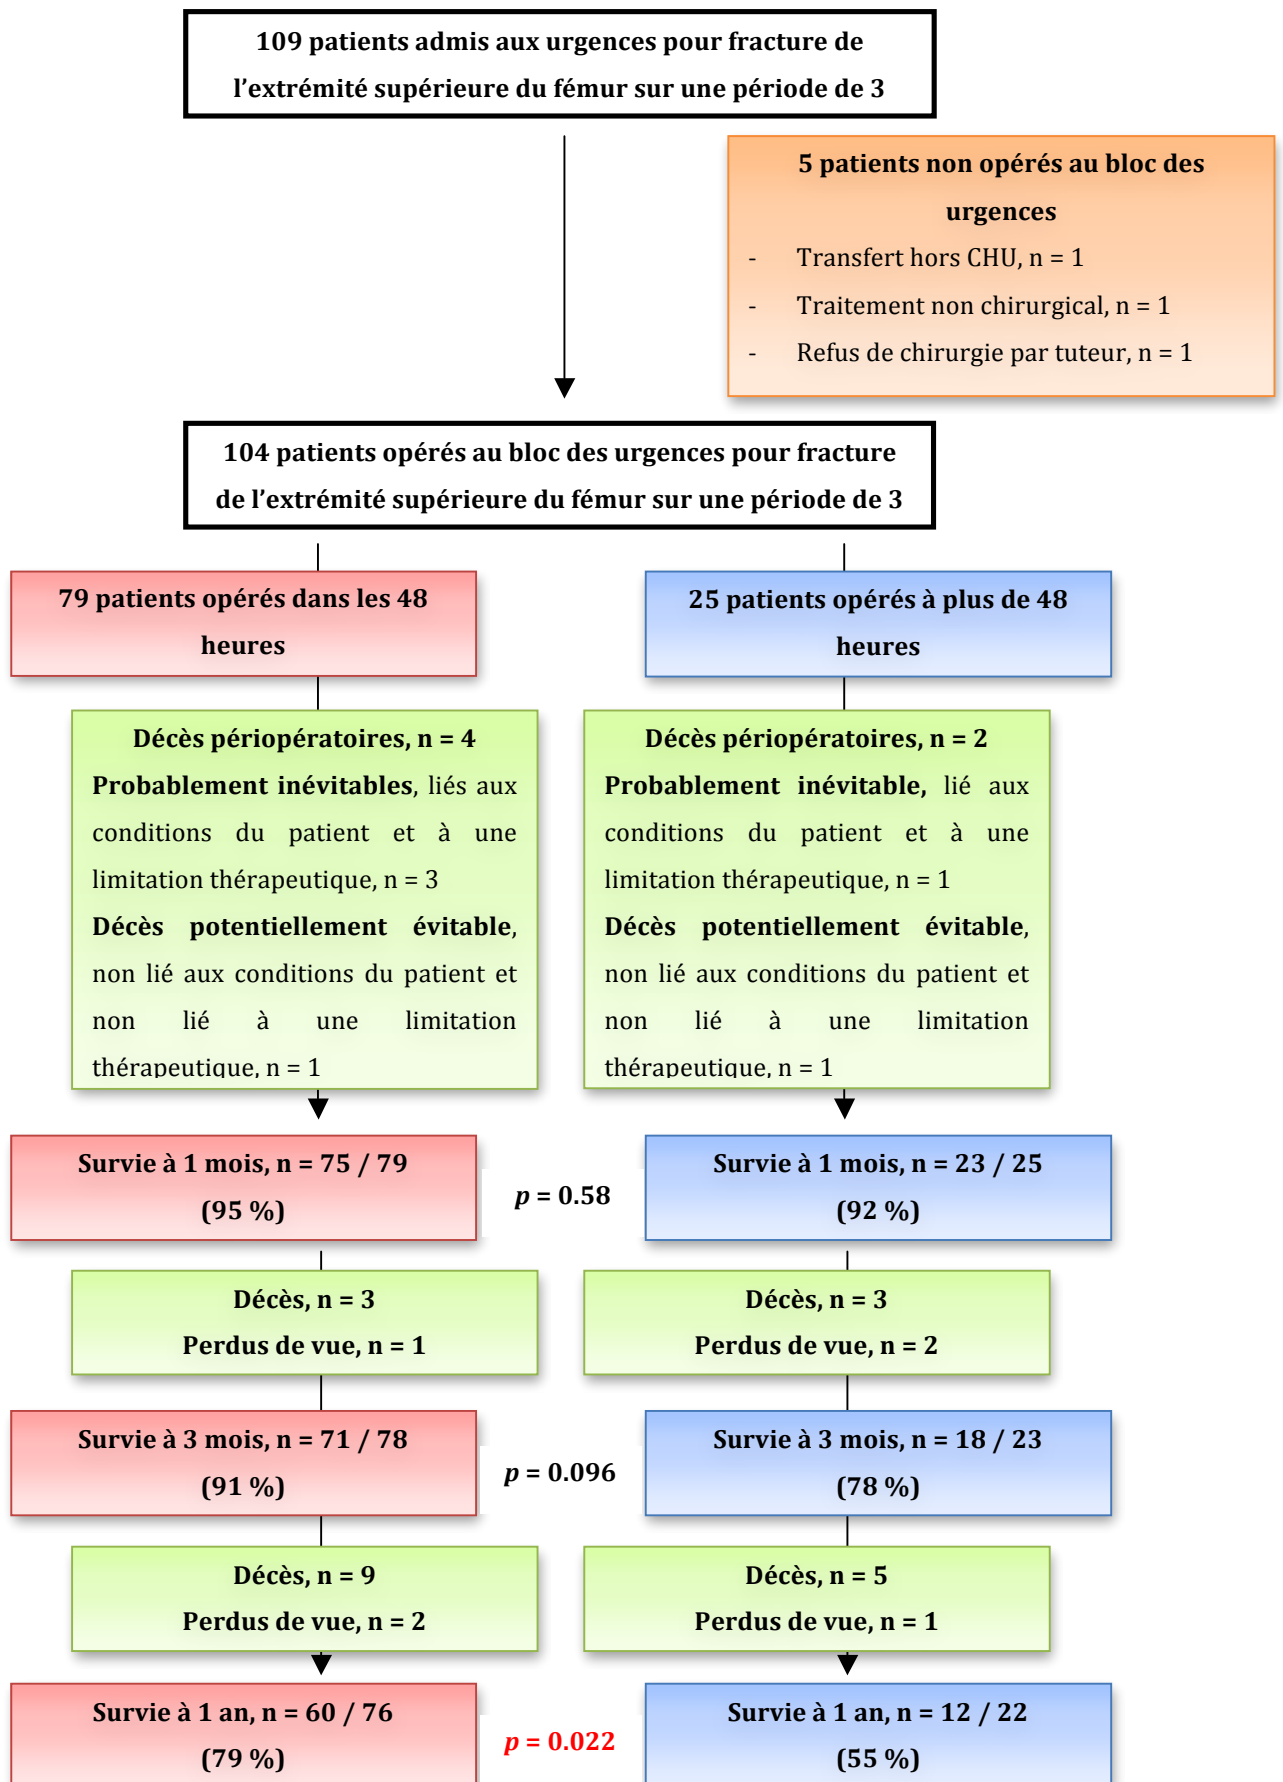 109 patients admis aux urgences pour fracture de
l'extrémité supérieure du fémur sur une période de 3
5 patients non opérés au bloc des
urgences
- Transfert hors CHU, n = 1
- Traitement non chirurgical, n = 1
- Refus de chirurgie par tuteur, n = 1
104 patients opérés au bloc des urgences pour fracture
de l'extrémité supérieure du fémur sur une période de 3
79 patients opérés dans les 48
heures
25 patients opérés à plus de 48
heures
Décès périopératoires, n = 4
Probablement inévitables, liés aux
conditions du patient et à une
limitation thérapeutique, n = 3
Décès potentiellement évitable,
non lié aux conditions du patient et
non lié à une limitation
thérapeutique, n = 1
Décès périopératoires, n = 2
Probablement inévitable, lié aux
conditions du patient et à une
limitation thérapeutique, n = 1
Décès potentiellement évitable,
non lié aux conditions du patient et
non lié à une limitation
thérapeutique, n = 1
Survie à 1 mois, n = 75 / 79
(95 %)
p = 0.58
Survie à 1 mois, n = 23 / 25
(92 %)
Décès, n = 3
Perdus de vue, n = 1
Décès, n = 3
Perdus de vue, n = 2
Survie à 3 mois, n = 71 / 78
(91 %)
p = 0.096
Survie à 3 mois, n = 18 / 23
(78 %)
Décès, n = 9
Perdus de vue, n = 2
Décès, n = 5
Perdus de vue, n = 1
Survie à 1 an, n = 60 / 76
(79 %)
p = 0.022
Survie à 1 an, n = 12 / 22
(55 %)